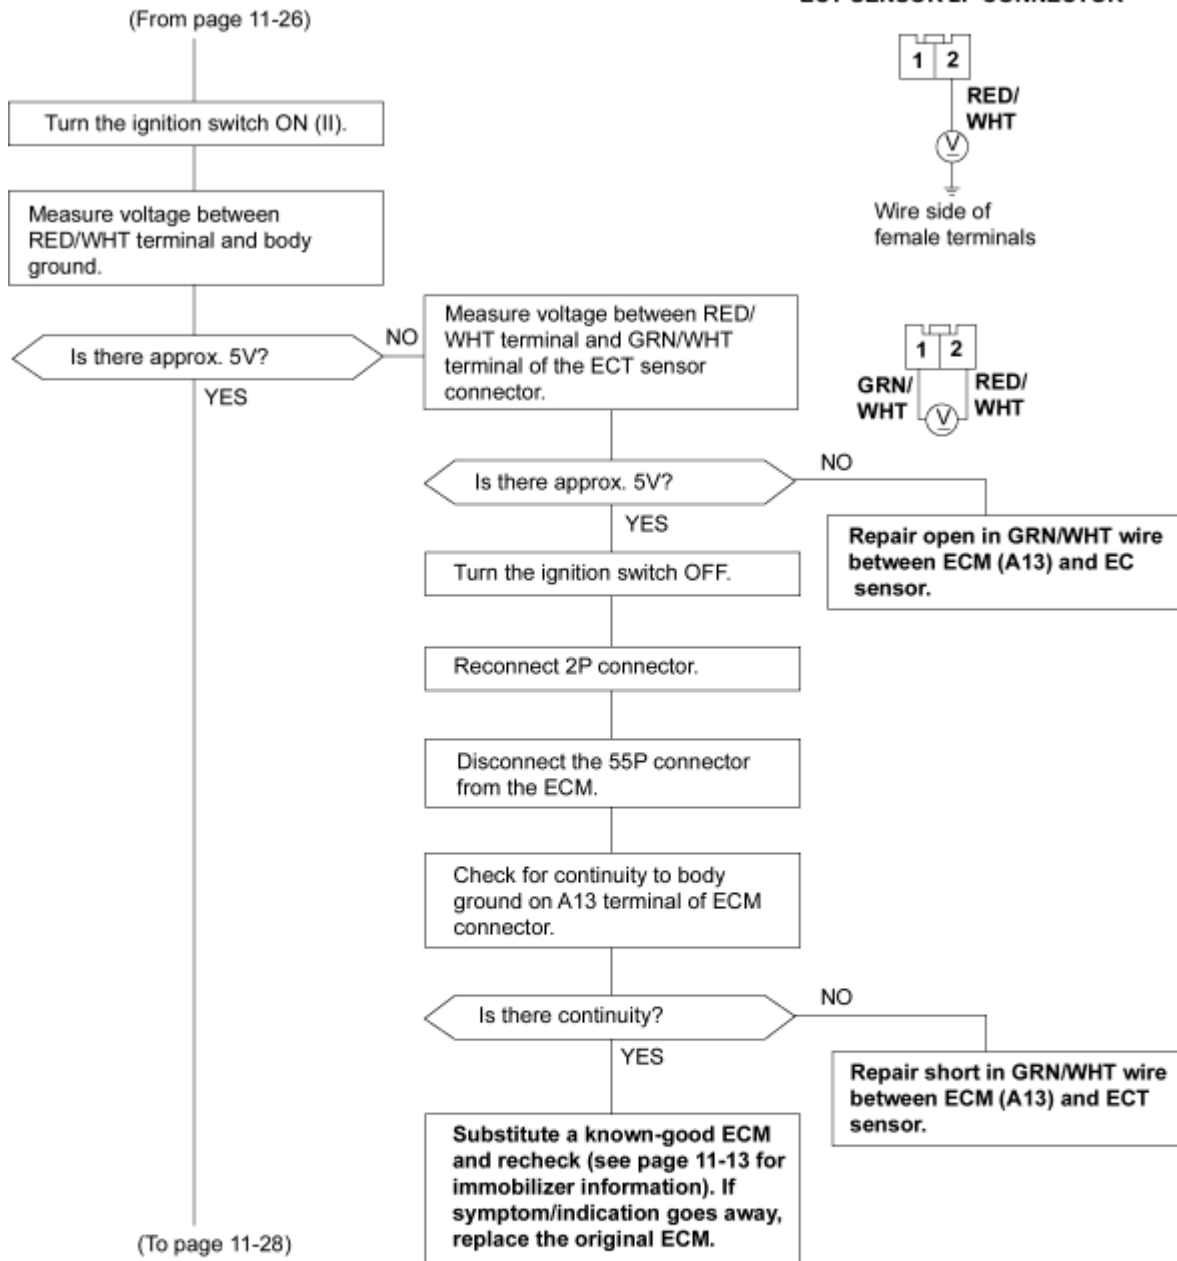 (From page 11-26)
1 2
RED/
WHT
V
Wire side of
female terminals
Turn the ignition switch ON (II).
Measure voltage between
RED/WHT terminal and body
ground.
Is there approx. 5V?
NO
YES
Measure voltage between RED/
WHT terminal and GRN/WHT
terminal of the ECT sensor
connector.
1 2
GRN/
WHT
RED/
WHT
V
Is there approx. 5V?
NO
YES
Repair open in GRN/WHT wire
between ECM (A13) and EC
sensor.
Turn the ignition switch OFF.
Reconnect 2P connector.
Disconnect the 55P connector
from the ECM.
Check for continuity to body
ground on A13 terminal of ECM
connector.
Is there continuity?
NO
YES
Repair short in GRN/WHT wire
between ECM (A13) and ECT
sensor.
Substitute a known-good ECM
and recheck (see page 11-13 for
immobilizer information). If
symptom/indication goes away,
replace the original ECM.
(To page 11-28)